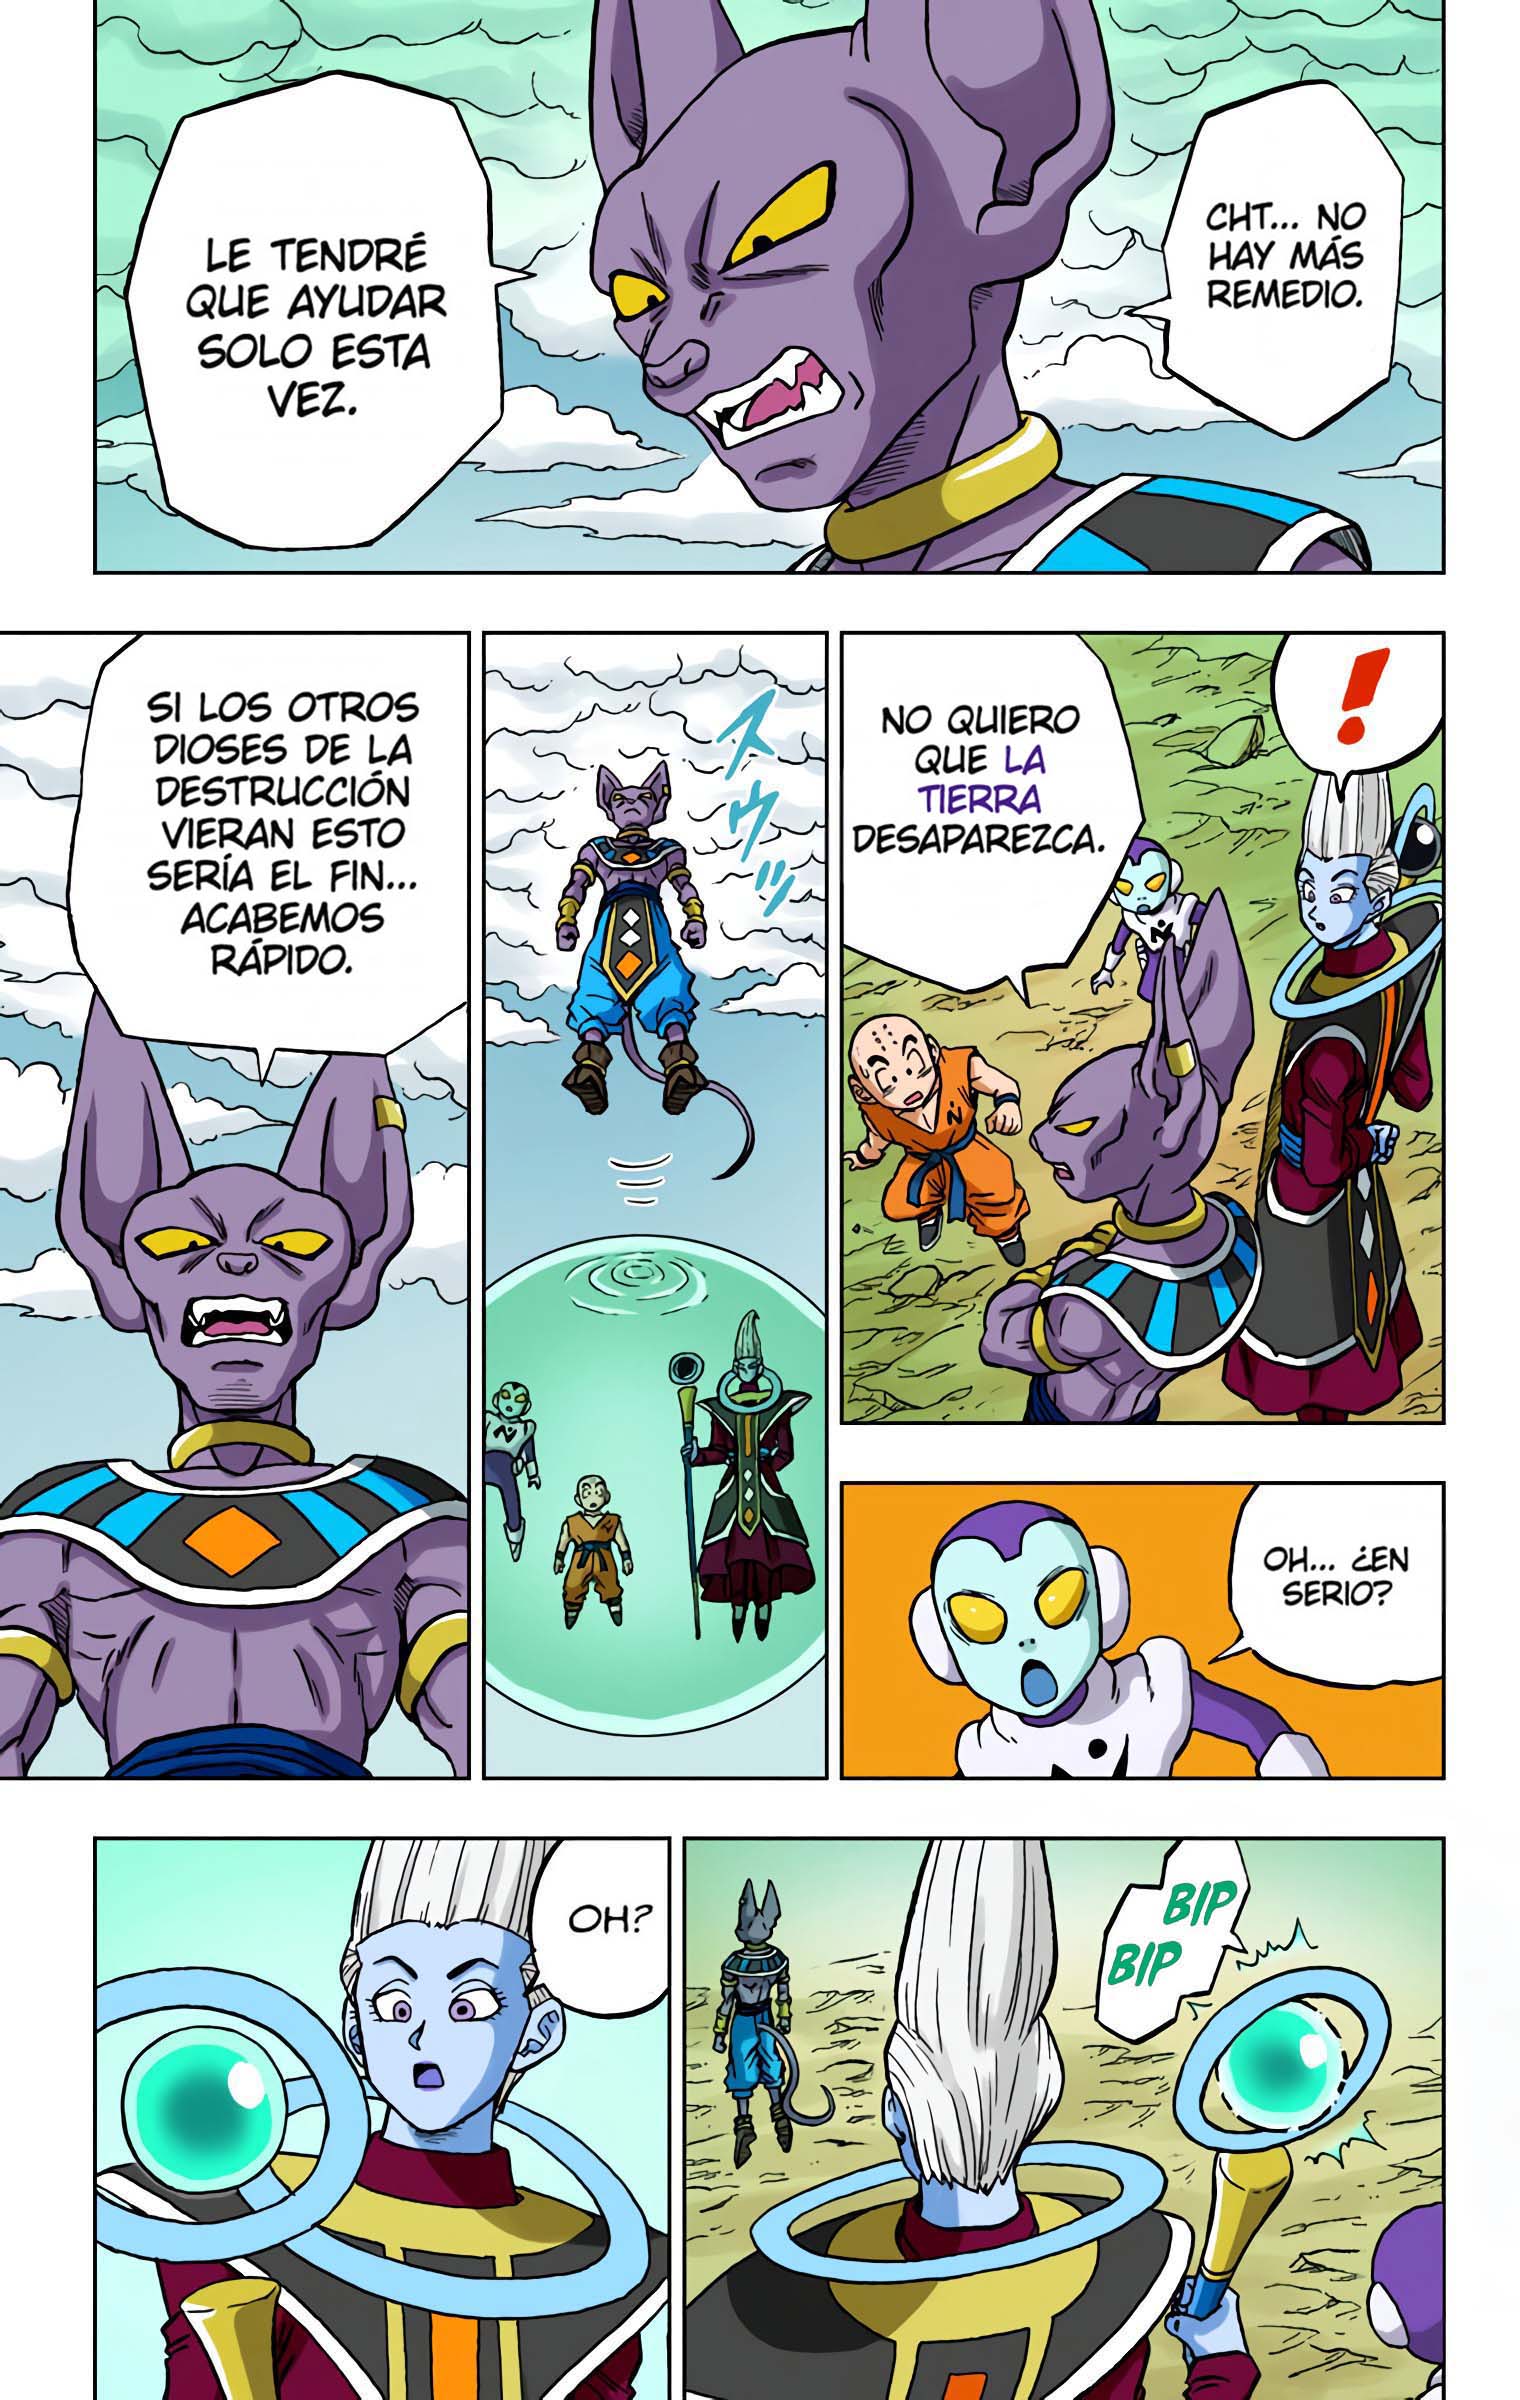 CHT... NO
HAY MÁS
REMEDIO.
LE TENDRÉ
QUE AYUDAR
SOLO ESTA
VEZ.
!
NO QUIERO
QUE LA
TIERRA
DESAPAREZCA.
OH... ¿EN
SERIO?
スウッ
SI LOS OTROS
DIOSES DE LA
DESTRUCCIÓN
VIERAN ESTO
SERÍA EL FIN...
ACABEMOS
RÁPIDO.
BIP
BIP
OH?